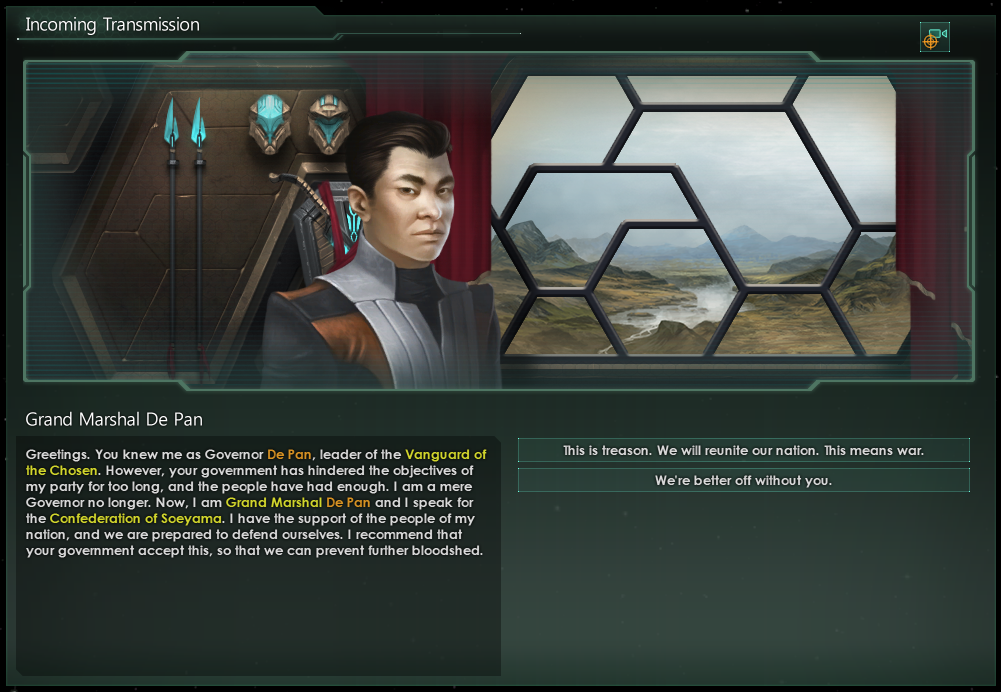 Incoming Transmission
Grand Marshal De Pan
Greetings. You knew me as Governor De Pan, leader of the Vanguard of
the Chosen. However, your government has hindered the objectives of
my party for too long, and the people have had enough. I am a mere
Governor no longer. Now, I am Grand Marshal De Pan and I speak for
the Confederation of Soeyama. I have the support of the people of my
nation, and we are prepared to defend ourselves. I recommend that
your government accept this, so that we can prevent further bloodshed.
This is treason. We will reunite our nation. This means war.
We're better off without you.